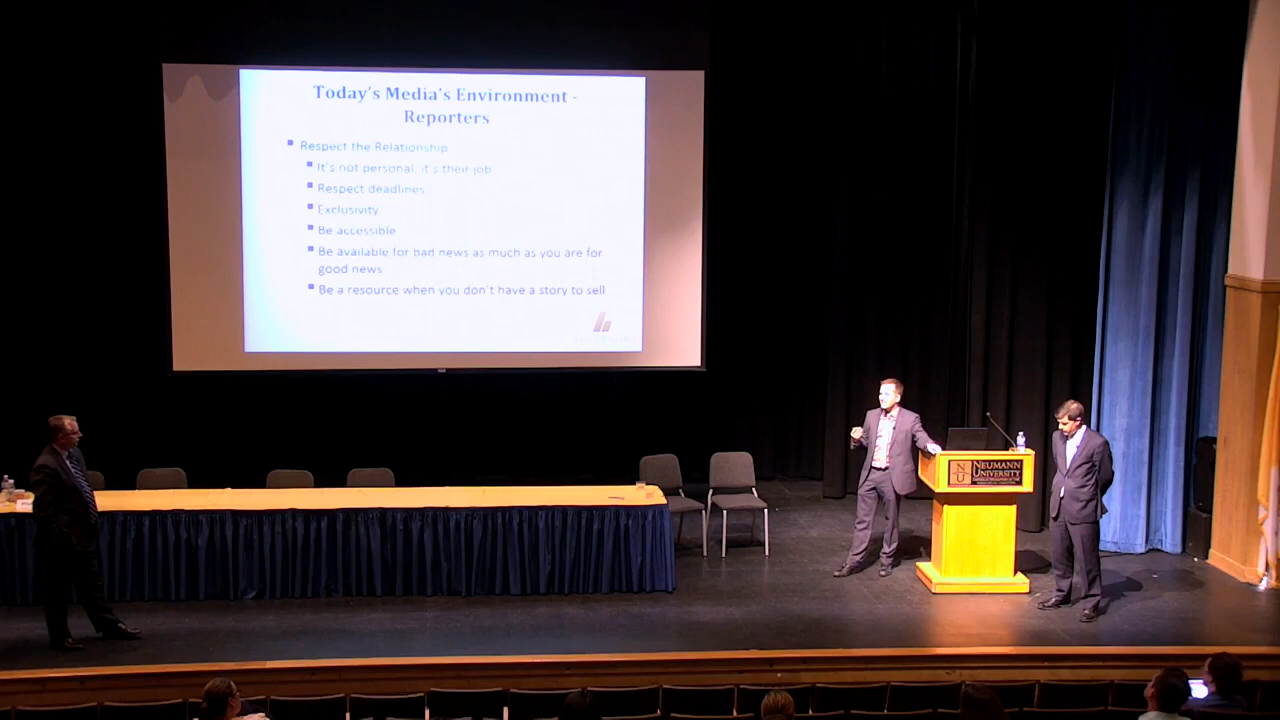 Today's Media's Environment -
Reporters
Respect the Relationship
It's not personal, it's their job
Respect deadlines
Exclusivity
Be accessible
Be available for bad news as much as you are for
good news
Be a resource when you don't have a story to sell
N
U
NEUMANN
UNIVERSITY